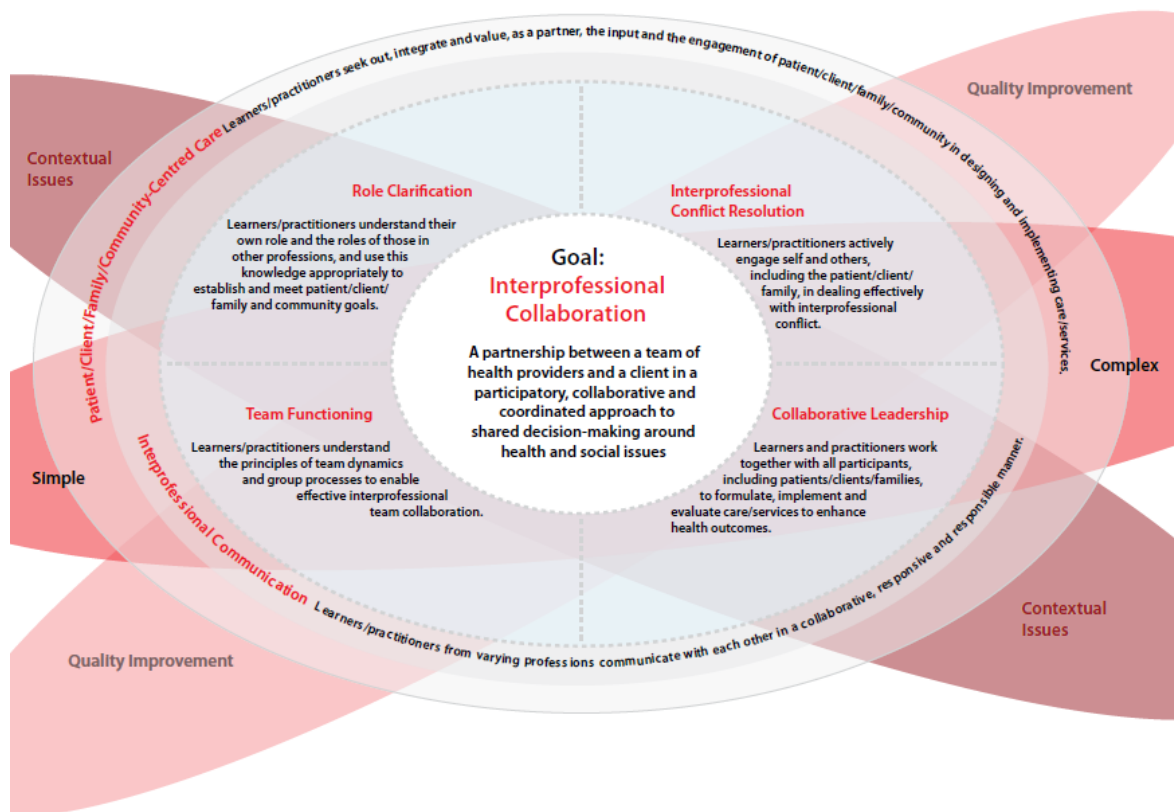 Patient/Client/Family/Community-Centred Care Learners/practitioners seek out, integrate and value, as a partner, the input and the engagement of patient/client/family/community in designing and implementing care/services.
Quality Improvement
Contextual
Issues
Role Clarification
Learners/practitioners understand their
own role and the roles of those in
other professions, and use this
knowledge appropriately to
establish and meet patient/client/
family and community goals.
Interprofessional
Conflict Resolution
Learners/practitioners actively
engage self and others,
including the patient/client/
family, in dealing effectively
with interprofessional
conflict.
Goal:
Interprofessional
Collaboration
A partnership between a team of
health providers and a client in a
participatory, collaborative and
coordinated approach to
shared decision-making around
health and social issues
Simple
Complex
Team Functioning
Learners/practitioners understand
the principles of team dynamics
and group processes to enable
effective interprofessional
team collaboration.
Collaborative Leadership
Learners and practitioners work
together with all participants,
including patients/clients/families,
to formulate, implement and
evaluate care/services to enhance
health outcomes.
Interprofessional Communication Learners/practitioners from varying professions communicate with each other in a collaborative, responsive and responsible manner.
Contextual
Issues
Quality Improvement